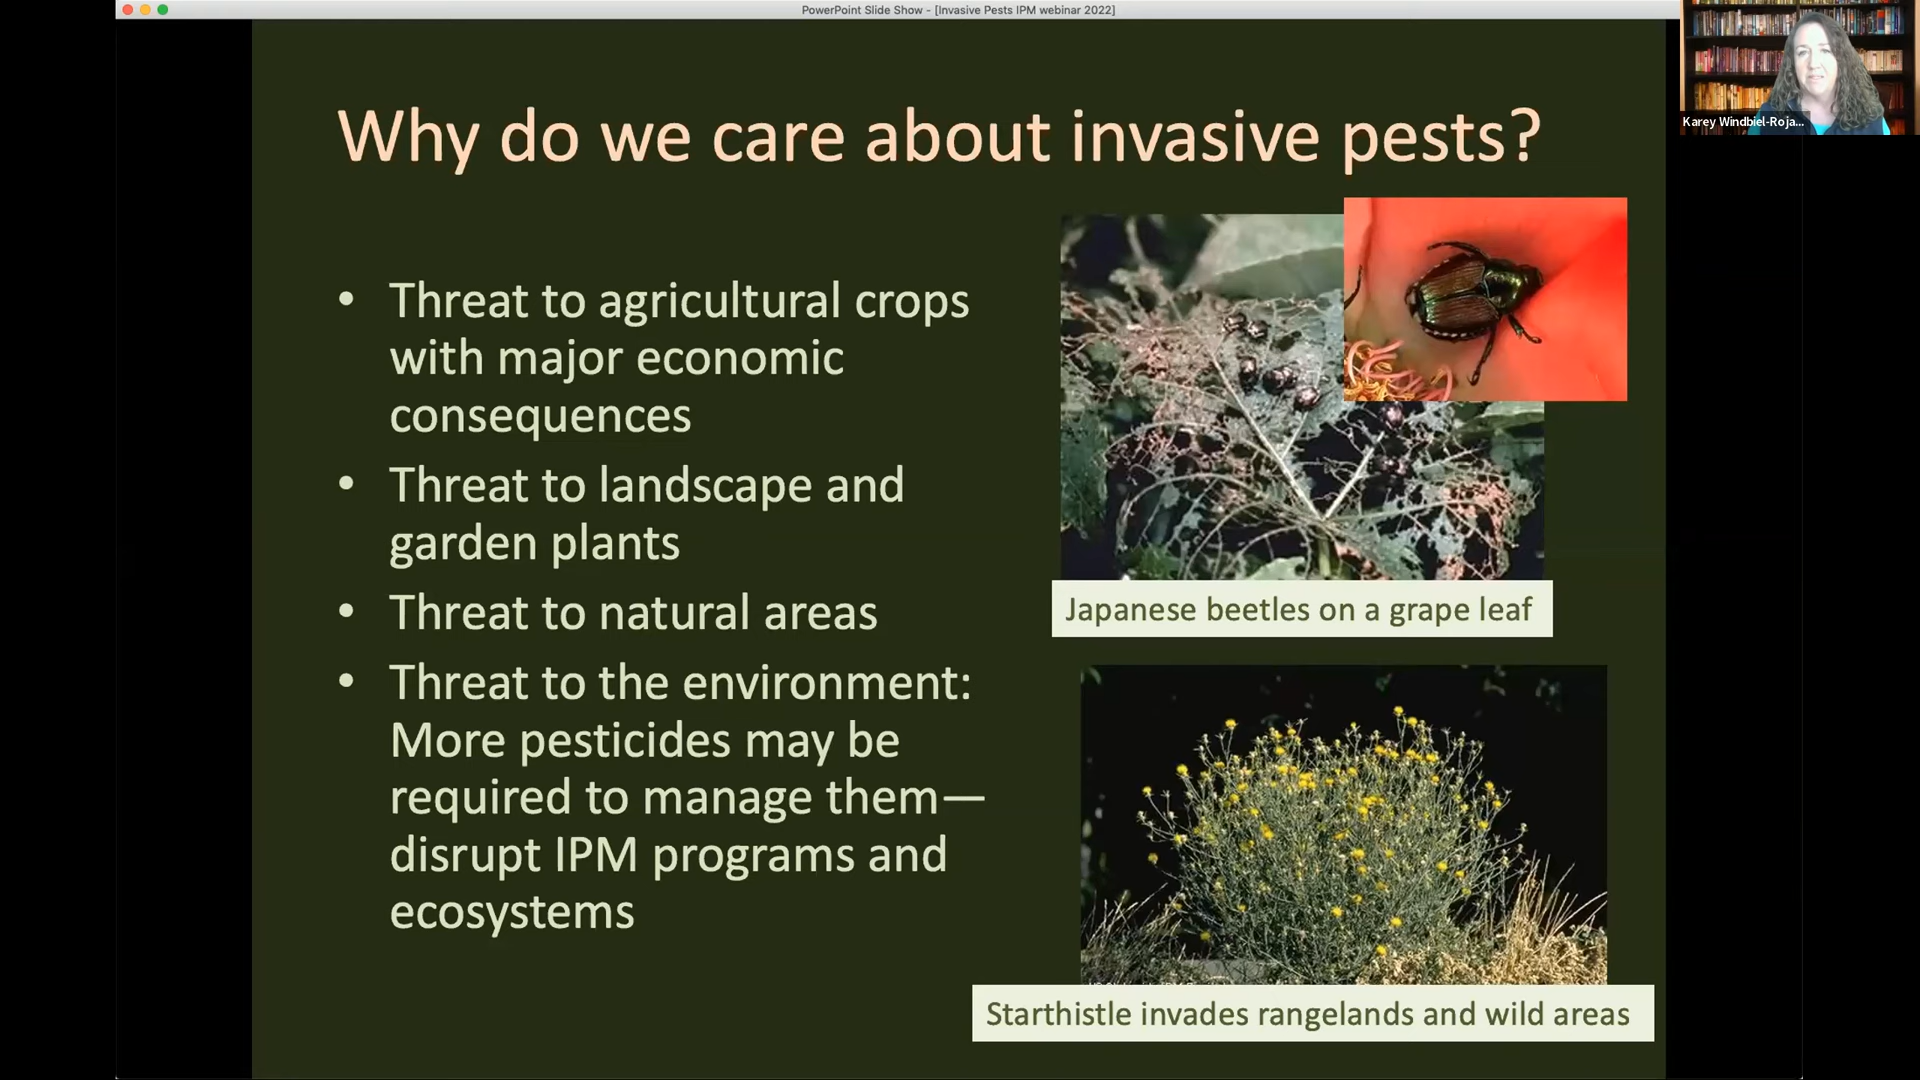 PowerPoint Slide Show - [Invasive Pests IPM webinar 2022]
Karey Windbiel-Roja...
Why do we care about invasive pests?
• Threat to agricultural crops
with major economic
consequences
• Threat to landscape and
garden plants
• Threat to natural areas
• Threat to the environment:
More pesticides may be
required to manage them—
disrupt IPM programs and
ecosystems
Japanese beetles on a grape leaf
Starthistle invades rangelands and wild areas